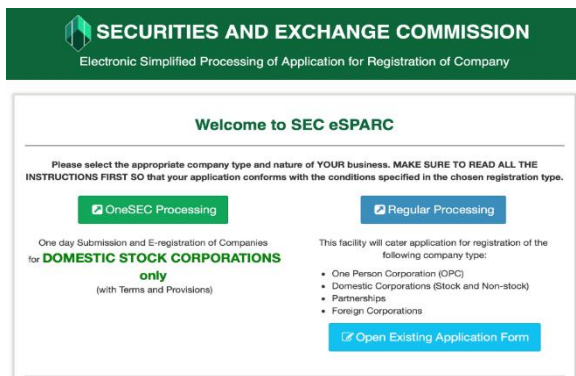 SECURITIES AND EXCHANGE COMMISSION
Electronic Simplified Processing of Application for Registration of Company
Welcome to SEC eSPARC
Please select the appropriate company type and nature of YOUR business. MAKE SURE TO READ ALL THE
INSTRUCTIONS FIRST SO that your application conforms with the conditions specified in the chosen registration type.
OneSEC Processing
One day Submission and E-registration of Companies
for DOMESTIC STOCK CORPORATIONS
only
(with Terms and Provisions)
Regular Processing
This facility will cater application for registration of the
following company type:
• One Person Corporation (OPC)
• Domestic Corporations (Stock and Non-stock)
• Partnerships
• Foreign Corporations
Open Existing Application Form